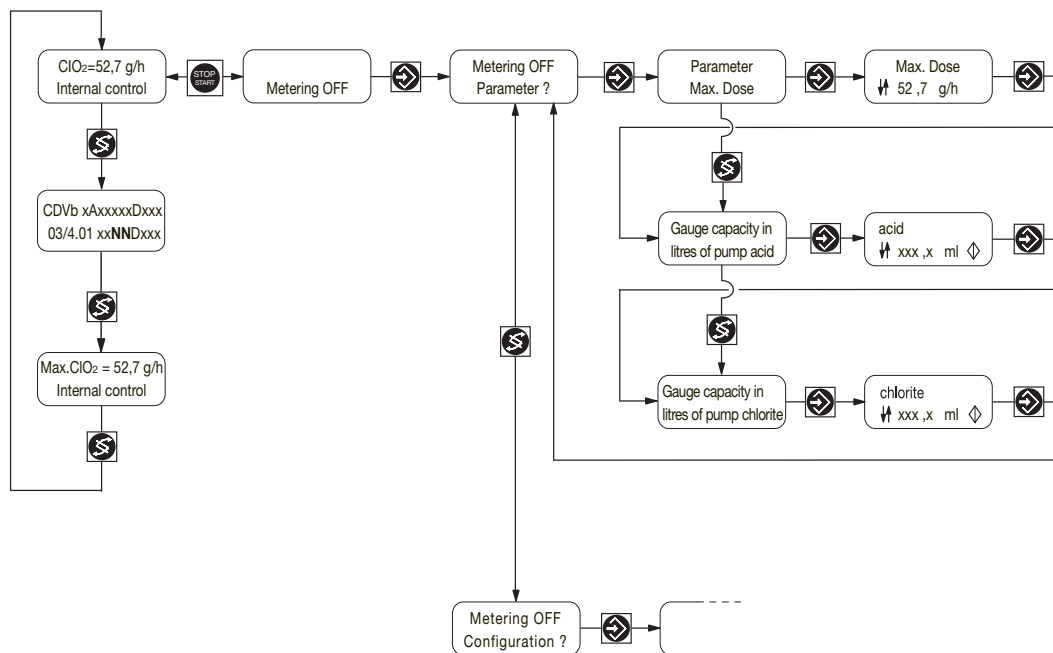 ClO2=52,7 g/h
Internal control
STOP
START
Metering OFF
Metering OFF
Parameter ?
Parameter
Max. Dose
Max. Dose
52 ,7 g/h
CDVb xAxxxxxDxxx
03/4.01 xxNNDxxx
Gauge capacity in
litres of pump acid
acid
xxx ,x ml
Max.ClO2 = 52,7 g/h
Internal control
Gauge capacity in
litres of pump chlorite
chlorite
xxx ,x ml
Metering OFF
Configuration ?